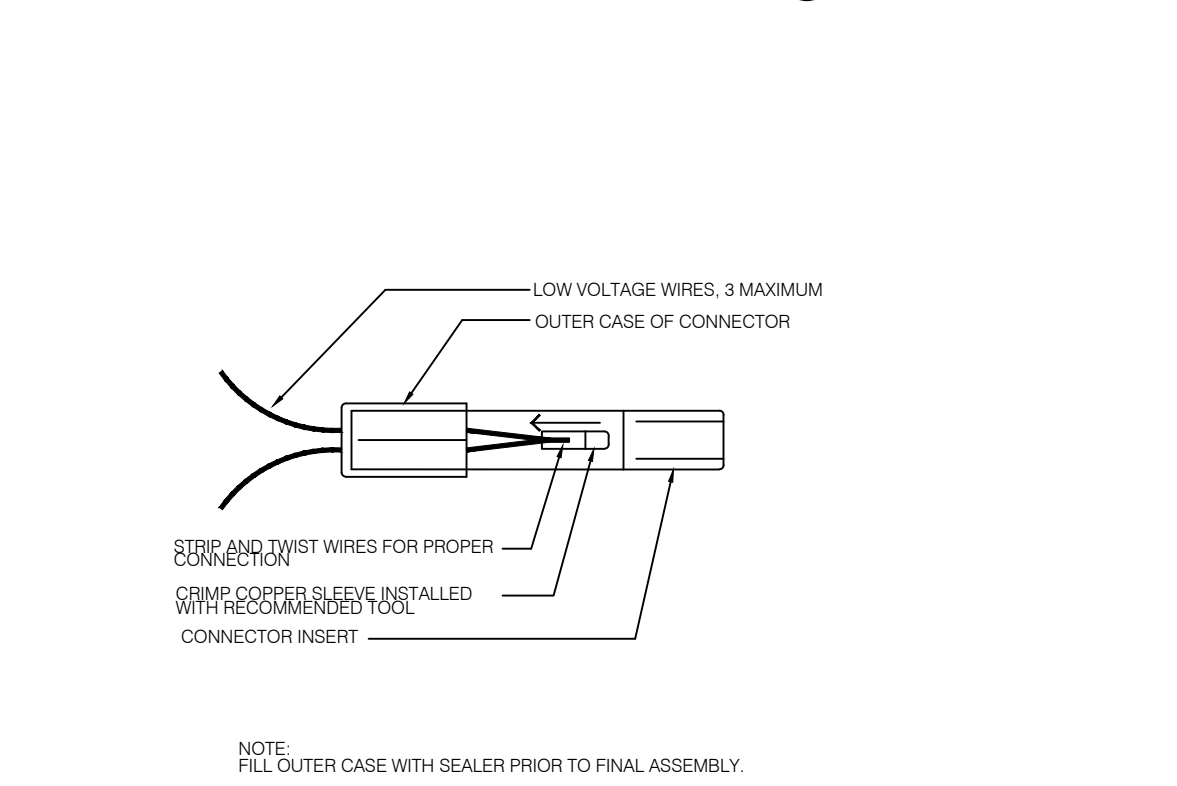 LOW VOLTAGE WIRES, 3 MAXIMUM
OUTER CASE OF CONNECTOR
STRIP AND TWIST WIRES FOR PROPER
CONNECTION
CRIMP COPPER SLEEVE INSTALLED
WITH RECOMMENDED TOOL
CONNECTOR INSERT
NOTE:
FILL OUTER CASE WITH SEALER PRIOR TO FINAL ASSEMBLY.